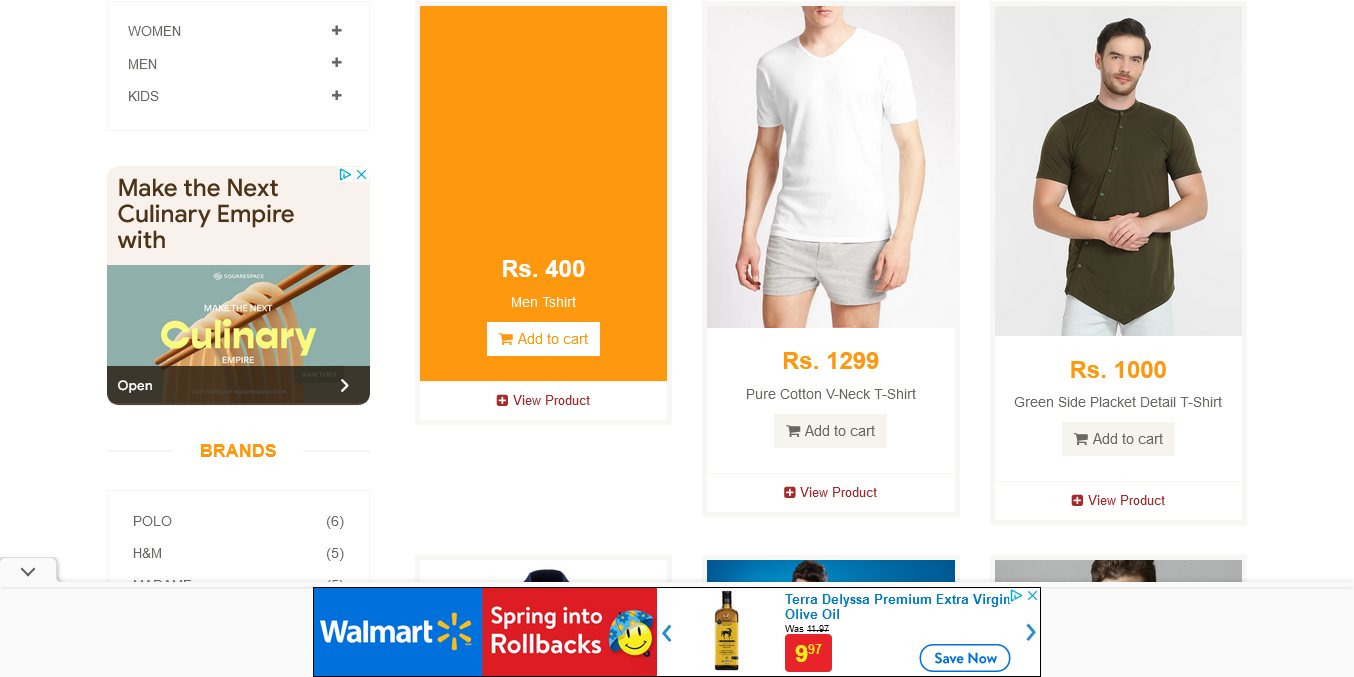 WOMEN
MEN
KIDS
Make the Next
Culinary Empire
with
SQUARESPACE
MAKE THE NEXT
Culinary
EMPIRE
Open
BRANDS
POLO (6)
H&M (5)
Rs. 400
Men Tshirt
Add to cart
View Product
Rs. 1299
Pure Cotton V-Neck T-Shirt
Add to cart
View Product
Rs. 1000
Green Side Placket Detail T-Shirt
Add to cart
View Product
Walmart
Spring into
Rollbacks
Terra Delyssa Premium Extra Virgin
Olive Oil
Was 11.97
9 97
Save Now